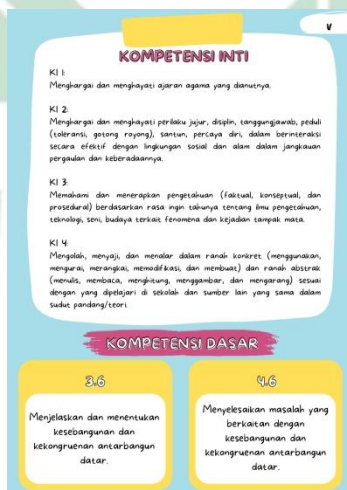 V
KOMPETENSI INTI
KI 1:
Menghargai dan menghayati ajaran agama yang dianutnya.
KI 2:
Menghargai dan menghayati perilaku jujur, disiplin, tanggungjawab, peduli
(toleransi, gotong royong), santun, percaya diri, dalam berinteraksi
secara efektif dengan lingkungan sosial dan alam dalam jangkauan
pergaulan dan keberadaannya.
KI 3:
Memahami dan menerapkan pengetahuan (faktual, konseptual, dan
prosedural) berdasarkan rasa ingin tahunya tentang ilmu pengetahuan,
teknologi, seni, budaya terkait fenomena dan kejadian tampak mata.
KI 4:
Mengolah, menyaji, dan menalar dalam ranah konkret (menggunakan,
mengurai, merangkai, memodifikasi, dan membuat) dan ranah abstrak
(menulis, membaca, menghitung, menggambar, dan mengarang) sesuai
dengan yang dipelajari di sekolah dan sumber lain yang sama dalam
sudut pandang/teori.
KOMPETENSI DASAR
3.6
Menjelaskan dan menentukan
kesebangunan dan
kekongruenan antarbangun
datar.
4.6
Menyelesaikan masalah yang
berkaitan dengan
kesebangunan dan
kekongruenan antarbangun
datar.